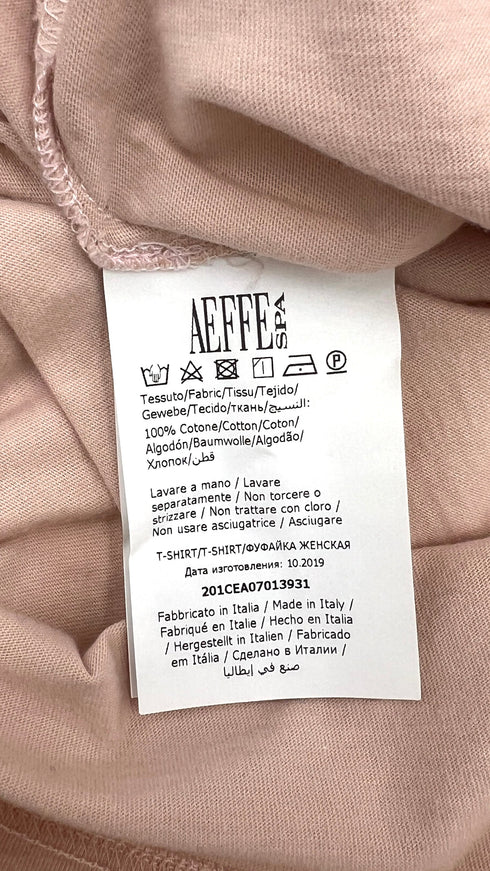 AEFFE SPA
P
Tessuto/Fabric/Tissu/Tejido/
Gewebe/Tecido/ткань/النسيج:
100% Cotone/Cotton/Coton/
Algodón/Baumwolle/Algodão/
Хлопок/قطن
Lavare a mano / Lavare
separatamente / Non torcere o
strizzare / Non trattare con cloro /
Non usare asciugatrice / Asciugare
T-SHIRT/T-SHIRT/ФУФАЙКА ЖЕНСКАЯ
Дата изготовления: 10.2019
201CEA07013931
Fabbricato in Italia / Made in Italy /
Fabriqué en Italie / Hecho en Italia
/ Hergestellt in Italien / Fabricado
em Itália / Сделано в Италии /
صنع في إيطاليا